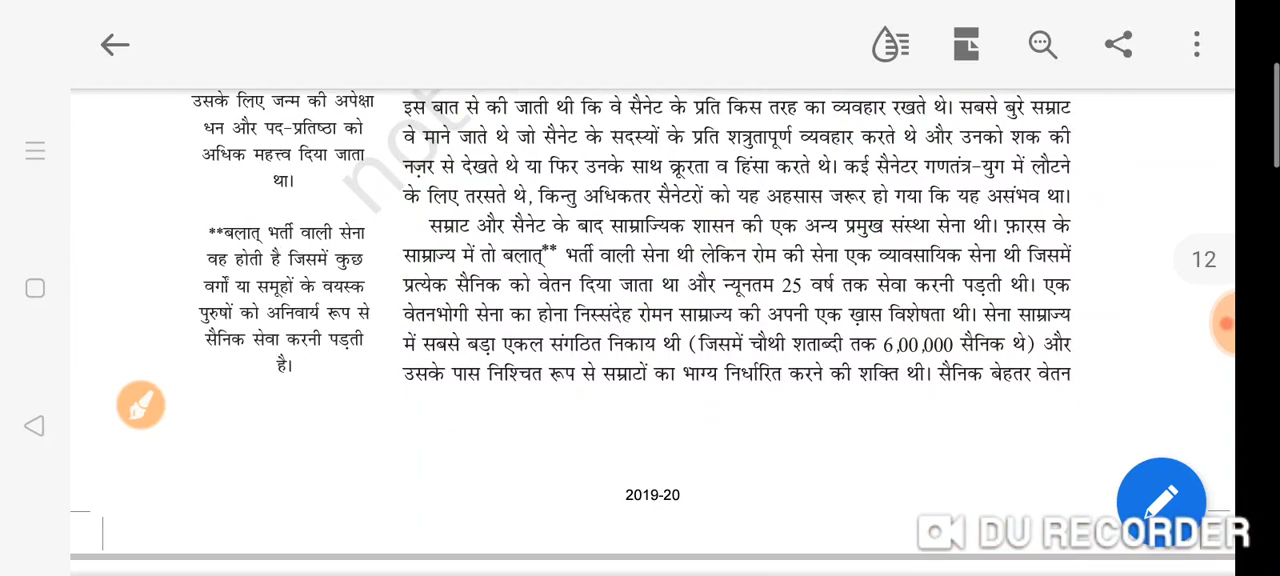 उसके लिए जन्म की अपेक्षा
धन और पद-प्रतिष्ठा को
अधिक महत्त्व दिया जाता
था।
**बलात् भर्ती वाली सेना
वह होती है जिसमें कुछ
वर्गों या समूहों के वयस्क
पुरुषों को अनिवार्य रूप से
सैनिक सेवा करनी पड़ती
है।
इस बात से की जाती थी कि वे सैनेट के प्रति किस तरह का व्यवहार रखते थे। सबसे बुरे सम्राट
वे माने जाते थे जो सैनेट के सदस्यों के प्रति शत्रुतापूर्ण व्यवहार करते थे और उनको शक की
नज़र से देखते थे या फिर उनके साथ क्रूरता व हिंसा करते थे। कई सैनेटर गणतंत्र-युग में लौटने
के लिए तरसते थे, किन्तु अधिकतर सैनेटरों को यह अहसास जरूर हो गया कि यह असंभव था।
सम्राट और सैनेट के बाद साम्राज्यिक शासन की एक अन्य प्रमुख संस्था सेना थी। फ़ारस के
साम्राज्य में तो बलात्** भर्ती वाली सेना थी लेकिन रोम की सेना एक व्यावसायिक सेना थी जिसमें
प्रत्येक सैनिक को वेतन दिया जाता था और न्यूनतम 25 वर्ष तक सेवा करनी पड़ती थी। एक
वेतनभोगी सेना का होना निस्संदेह रोमन साम्राज्य की अपनी एक ख़ास विशेषता थी। सेना साम्राज्य
में सबसे बड़ा एकल संगठित निकाय थी (जिसमें चौथी शताब्दी तक 6,00,000 सैनिक थे) और
उसके पास निश्चित रूप से सम्राटों का भाग्य निर्धारित करने की शक्ति थी। सैनिक बेहतर वेतन
not
12
2019-20
DU RECORDER